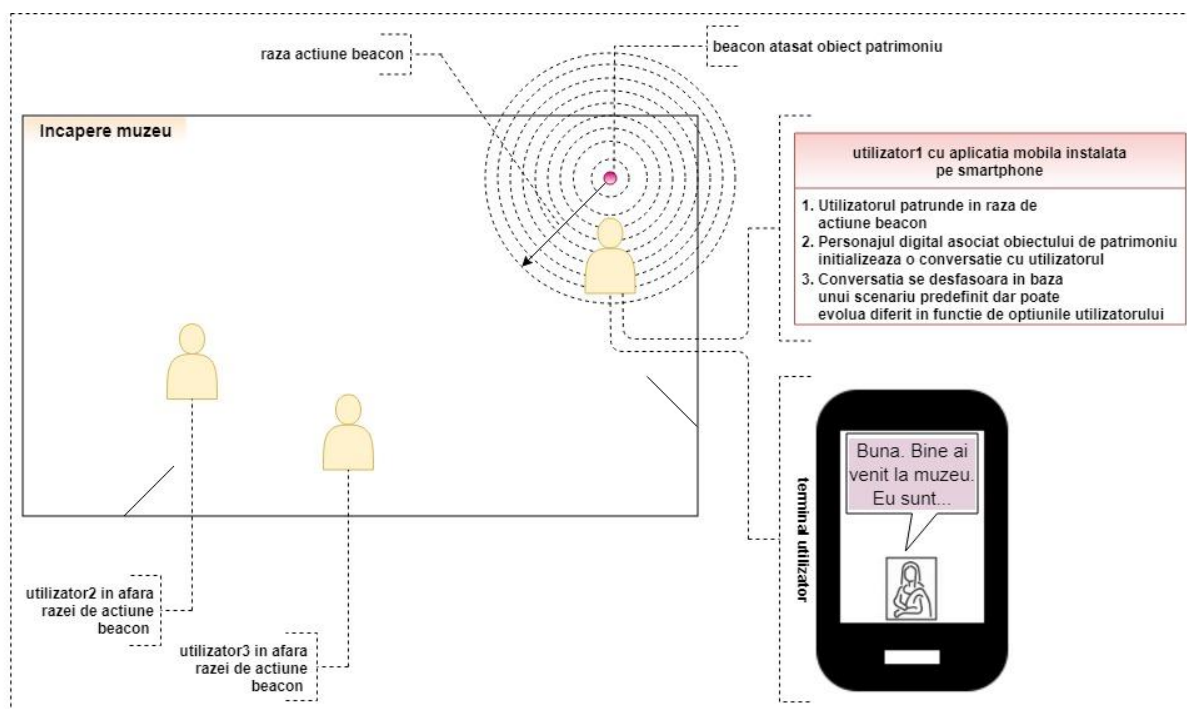 raza actiune beacon
beacon atasat obiect patrimoniu
Incapere muzeu
utilizator1 cu aplicatia mobila instalata
pe smartphone
1. Utilizatorul patrunde in raza de
actiune beacon
2. Personajul digital asociat obiectului de patrimoniu
initializeaza o conversatie cu utilizatorul
3. Conversatia se desfasoara in baza
unui scenariu predefinit dar poate
evolua diferit in functie de optiunile utilizatorului
terminal utilizator
Buna. Bine ai
venit la muzeu.
Eu sunt...
utilizator2 in afara
razei de actiune
beacon
utilizator3 in afara
razei de actiune
beacon